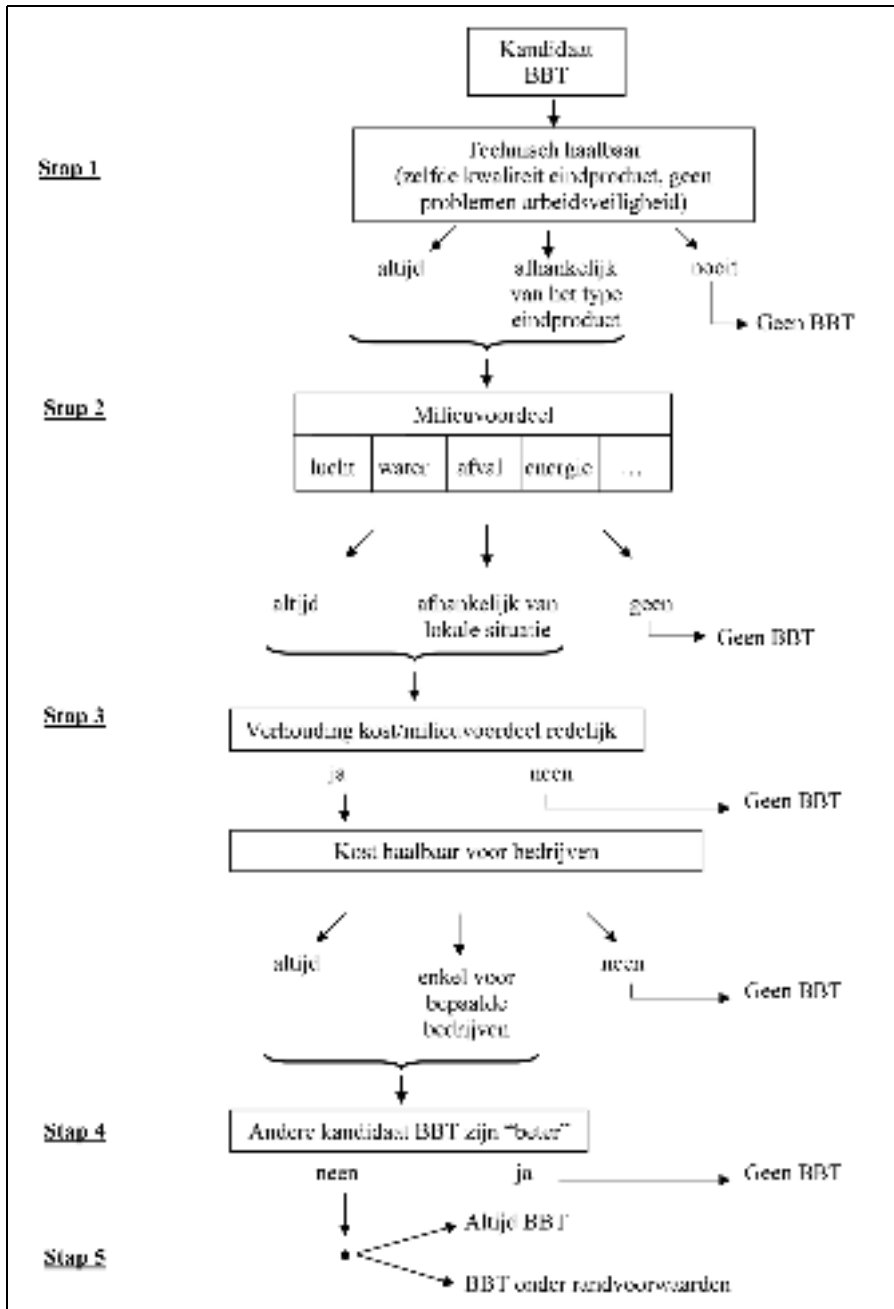 Kandidaat
BBT
Stap 1
Technisch haalbaar
(zelfde kwaliteit eindproduct, geen
problemen arbeidsveiligheid)
altijd
afhankelijk
van het type
eindproduct
nooit
Geen BBT
Stap 2
Milieuvoordeel
lucht water afval energie …
altijd
afhankelijk van
lokale situatie
geen
Geen BBT
Stap 3
Verhouding kost/milieuvoordeel redelijk
ja
neen
Geen BBT
Kost haalbaar voor bedrijven
altijd
enkel voor
bepaalde
bedrijven
neen
Geen BBT
Stap 4
Andere kandidaat BBT zijn “beter”
neen
ja
Geen BBT
Altijd BBT
Stap 5
BBT onder randvoorwaarden